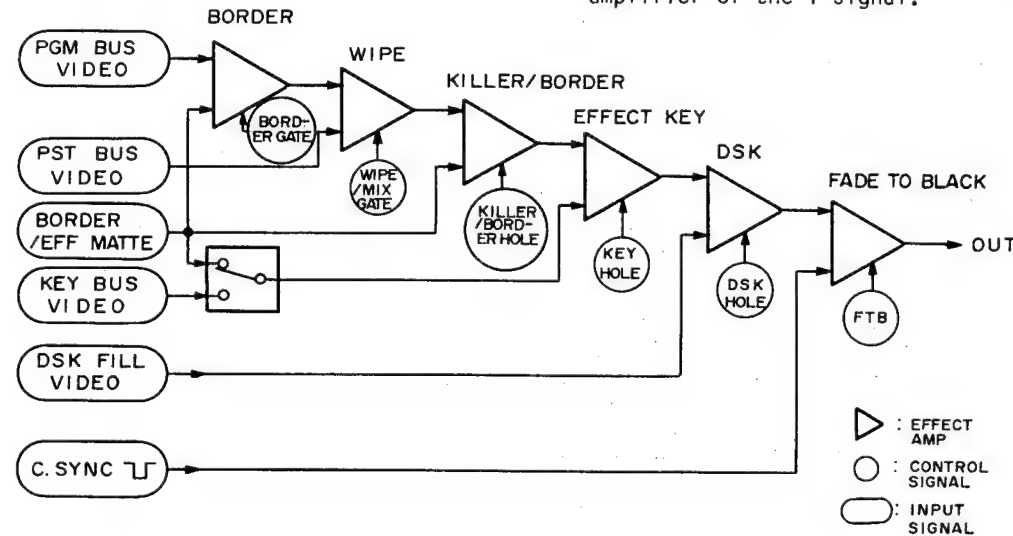 amplifier of the Y signal.
BORDER
PGM BUS
VIDEO
WIPE
KILLER/BORDER
EFFECT KEY
BORD-
ER GATE
DSK
PST BUS
VIDEO
WIPE
/MIX
GATE
FADE TO BLACK
BORDER
/EFF MATTE
KILLER
/BORD-
ER HOLE
OUT
KEY BUS
VIDEO
KEY
HOLE
DSK
HOLE
FTB
DSK FILL
VIDEO
: EFFECT
AMP
C. SYNC
: CONTROL
SIGNAL
: INPUT
SIGNAL